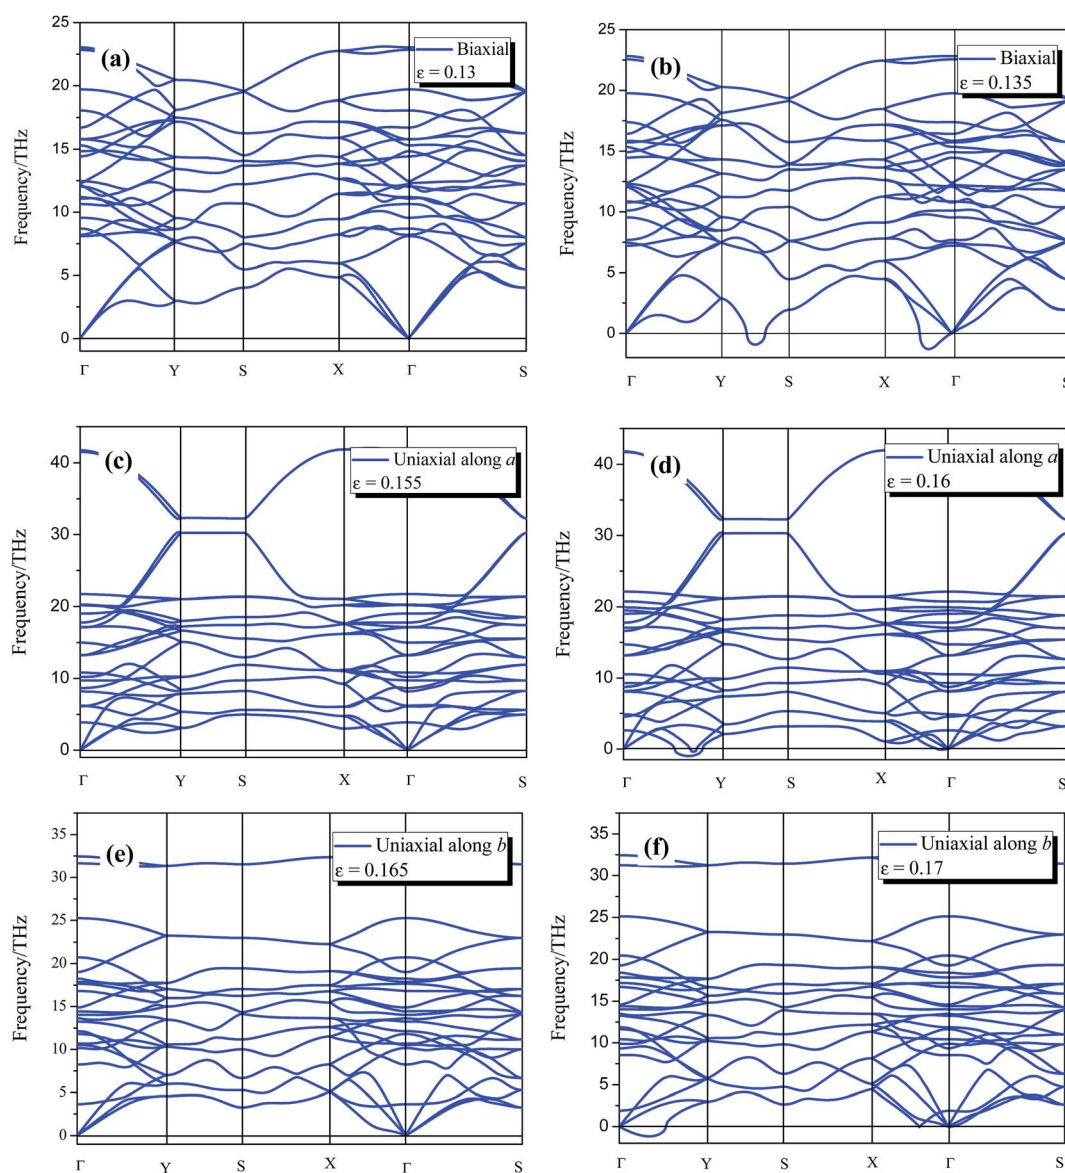 25
20
15
10
5
0
Frequency/THz
(a)
Biaxial
ε = 0.13
Γ
Y
S
X
Γ
S
25
20
15
10
5
0
Frequency/THz
(b)
Biaxial
ε = 0.135
Γ
Y
S
X
Γ
S
40
30
20
10
0
Frequency/THz
(c)
Uniaxial along a
ε = 0.155
Γ
Y
S
X
Γ
S
40
30
20
10
0
Frequency/THz
(d)
Uniaxial along a
ε = 0.16
Γ
Y
S
X
Γ
S
35
30
25
20
15
10
5
0
Frequency/THz
(e)
Uniaxial along b
ε = 0.165
Γ
Y
S
X
Γ
S
35
30
25
20
15
10
5
0
Frequency/THz
(f)
Uniaxial along b
ε = 0.17
Γ
Y
S
X
Γ
S